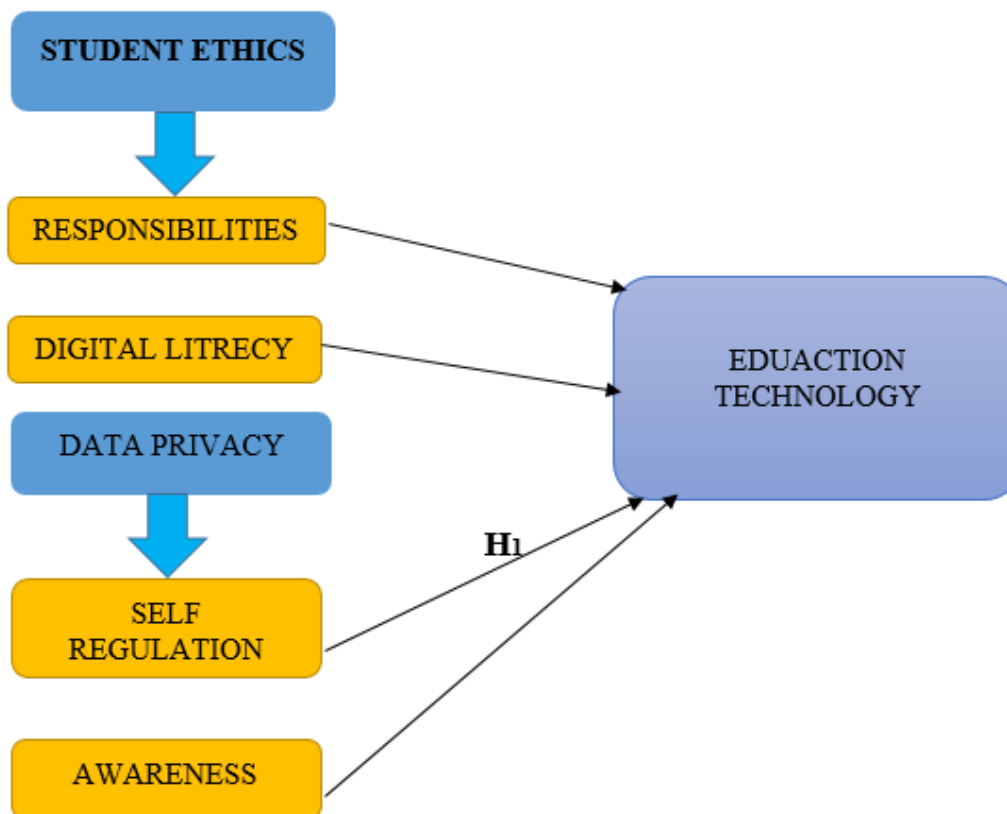 STUDENT ETHICS
RESPONSIBILITIES
DIGITAL LITRECY
DATA PRIVACY
SELF
REGULATION
AWARENESS
H1
EDUACTION
TECHNOLOGY